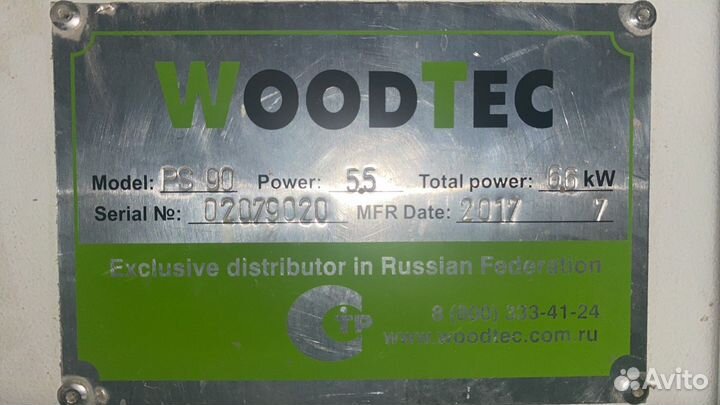 WOODTEC
Model: PS 90 Power: 5,5 Total power: 6,6 kW
Serial №: 02079020 MFR Date: 2017 7
Exclusive distributor in Russian Federation
СТР
8 (800) 333-41-24
www.woodtec.com.ru
Avito